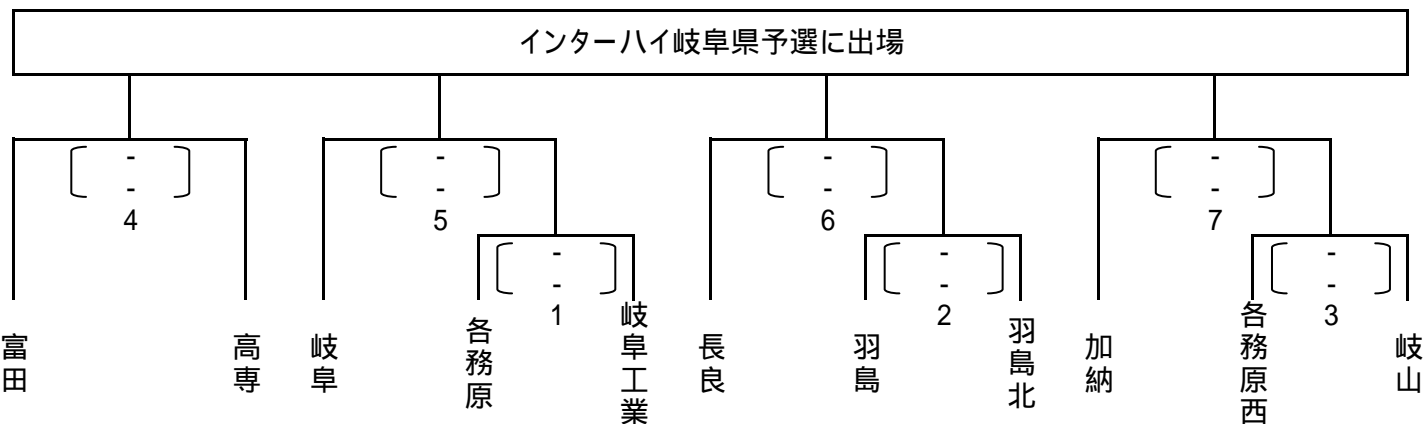 インターハイ岐阜県予選に出場
- - - -
- - - -
4 5 6 7
- - -
- - -
1 2 3
富田
高専
岐阜
各務原
岐阜工業
長良
羽島
羽島北
加納
各務原西
岐山